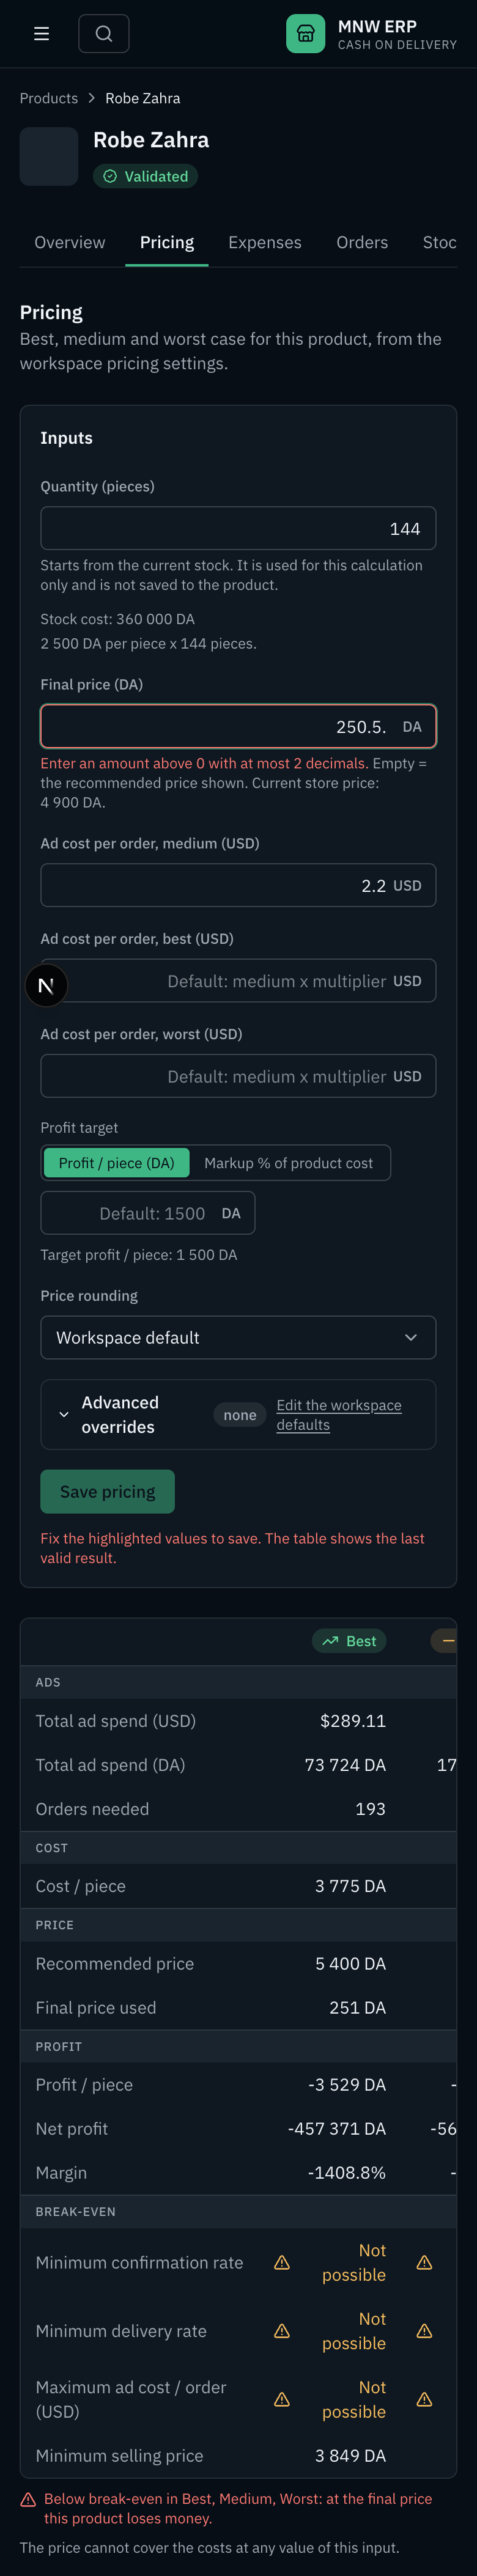 MNW ERP
CASH ON DELIVERY
Products > Robe Zahra
Robe Zahra
Validated
Overview Pricing Expenses Orders Stoc
Pricing
Best, medium and worst case for this product, from the
workspace pricing settings.
Inputs
Quantity (pieces)
144
Starts from the current stock. It is used for this calculation
only and is not saved to the product.
Stock cost: 360 000 DA
2 500 DA per piece x 144 pieces.
Final price (DA)
250.5. DA
Enter an amount above 0 with at most 2 decimals. Empty =
the recommended price shown. Current store price:
4 900 DA.
Ad cost per order, medium (USD)
2.2 USD
Ad cost per order, best (USD)
N
Default: medium x multiplier USD
Ad cost per order, worst (USD)
Default: medium x multiplier USD
Profit target
Profit / piece (DA) Markup % of product cost
Default: 1500 DA
Target profit / piece: 1 500 DA
Price rounding
Workspace default
Advanced
overrides
none
Edit the workspace
defaults
Save pricing
Fix the highlighted values to save. The table shows the last
valid result.
Best
ADS
Total ad spend (USD) $289.11
Total ad spend (DA) 73 724 DA 17
Orders needed 193
COST
Cost / piece 3 775 DA
PRICE
Recommended price 5 400 DA
Final price used 251 DA
PROFIT
Profit / piece -3 529 DA -
Net profit -457 371 DA -56
Margin -1408.8% -
BREAK-EVEN
Minimum confirmation rate Not
possible
Minimum delivery rate Not
possible
Maximum ad cost / order
(USD)
Not
possible
Minimum selling price 3 849 DA
Below break-even in Best, Medium, Worst: at the final price
this product loses money.
The price cannot cover the costs at any value of this input.